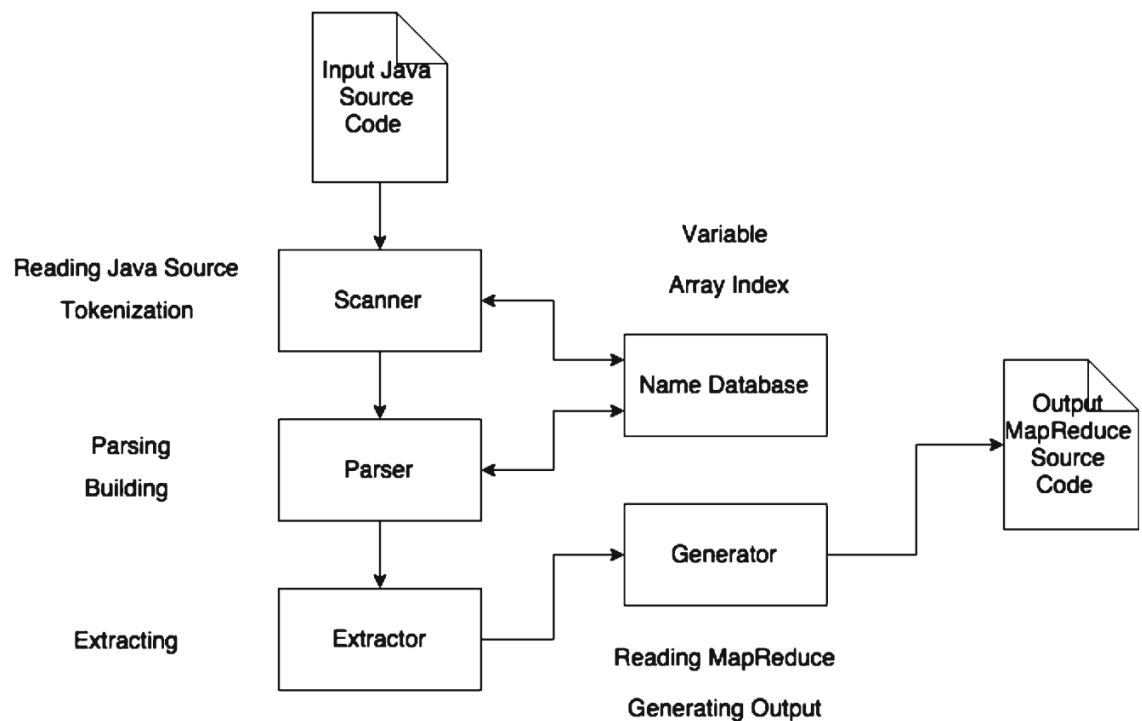 Input Java
Source
Code
Variable
Array Index
Reading Java Source
Tokenization
Scanner
Name Database
Output
MapReduce
Source
Code
Parsing
Building
Parser
Generator
Extracting
Extractor
Reading MapReduce
Generating Output